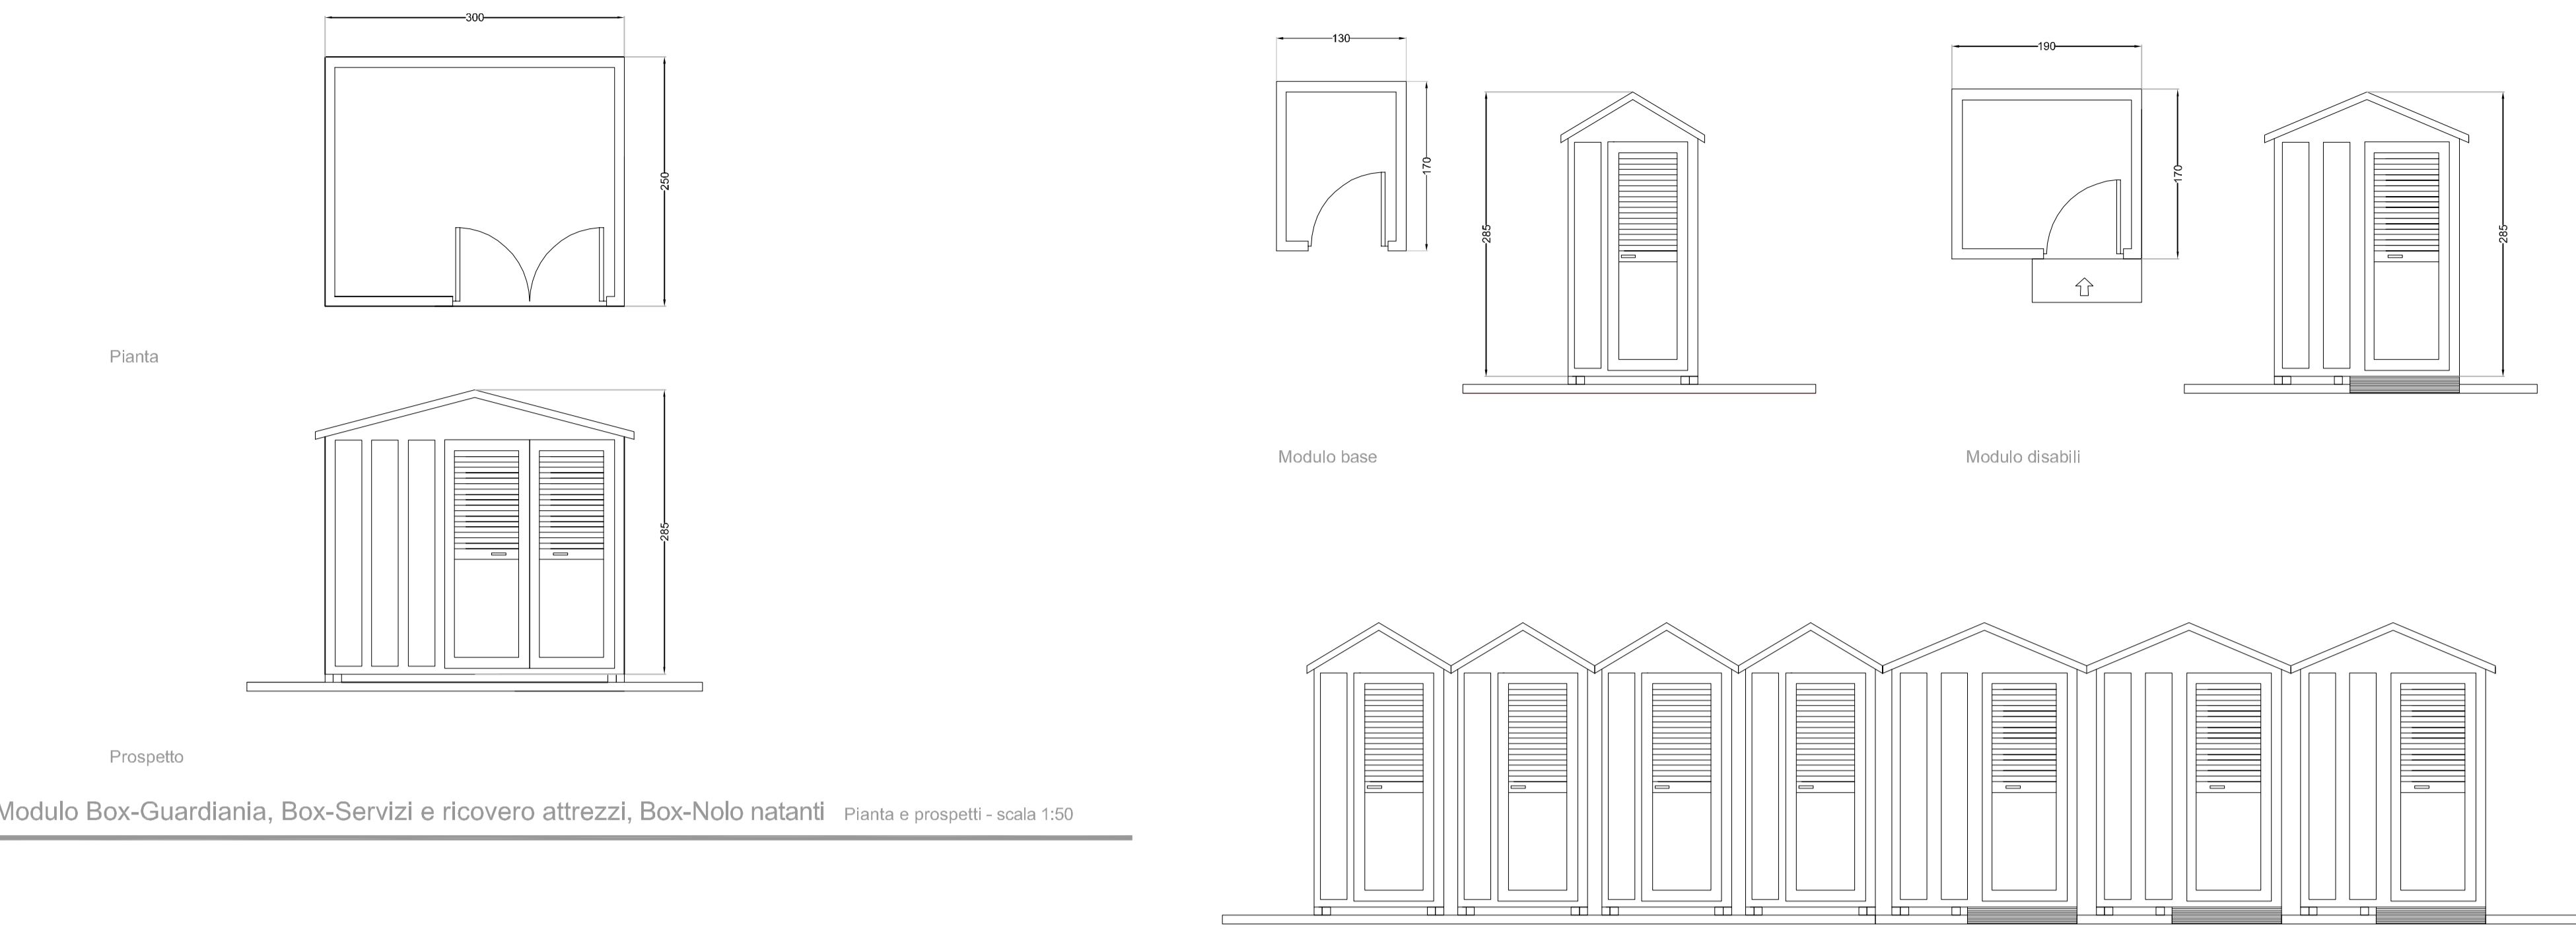 300
250
Pianta
285
Prospetto
Modulo Box-Guardiania, Box-Servizi e ricovero attrezzi, Box-Nolo natanti Pianta e prospetti - scala 1:50
130
170
285
Modulo base
190
170
285
Modulo disabili